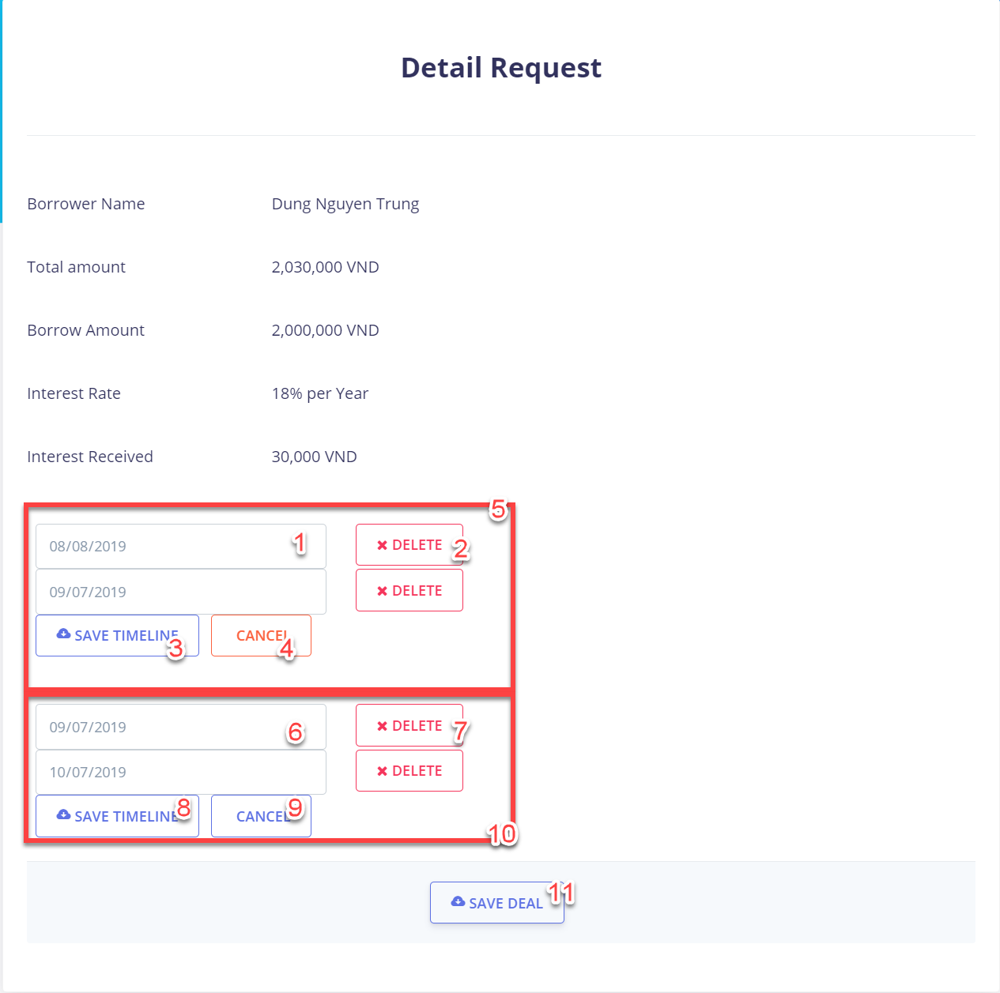 Detail Request
Borrower Name Dung Nguyen Trung
Total amount 2,030,000 VND
Borrow Amount 2,000,000 VND
Interest Rate 18% per Year
Interest Received 30,000 VND
5
08/08/2019 1 DELETE 2
09/07/2019 DELETE
SAVE TIMELINE 3 CANCEL 4
09/07/2019 6 DELETE 7
10/07/2019 DELETE
SAVE TIMELINE 8 CANCEL 9
10
SAVE DEAL 11